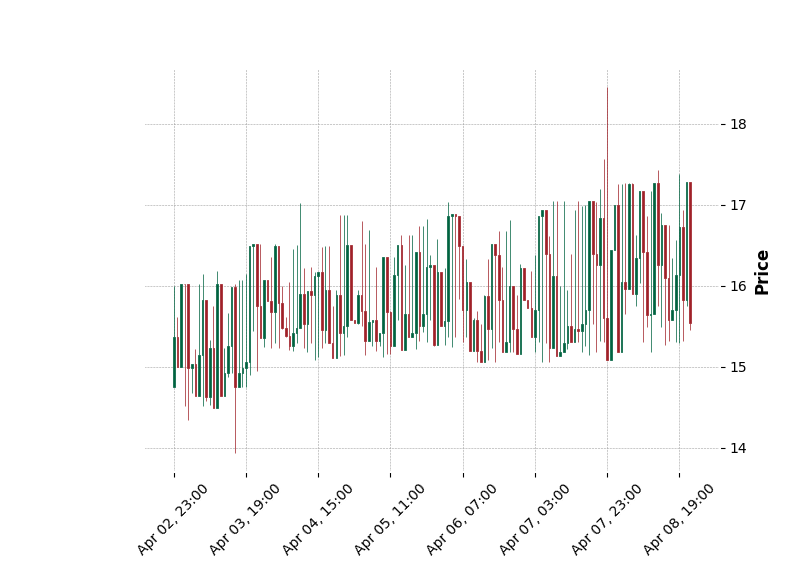 18
17
16
15
14
Price
Apr 02, 23:00
Apr 03, 19:00
Apr 04, 15:00
Apr 05, 11:00
Apr 06, 07:00
Apr 07, 03:00
Apr 07, 23:00
Apr 08, 19:00